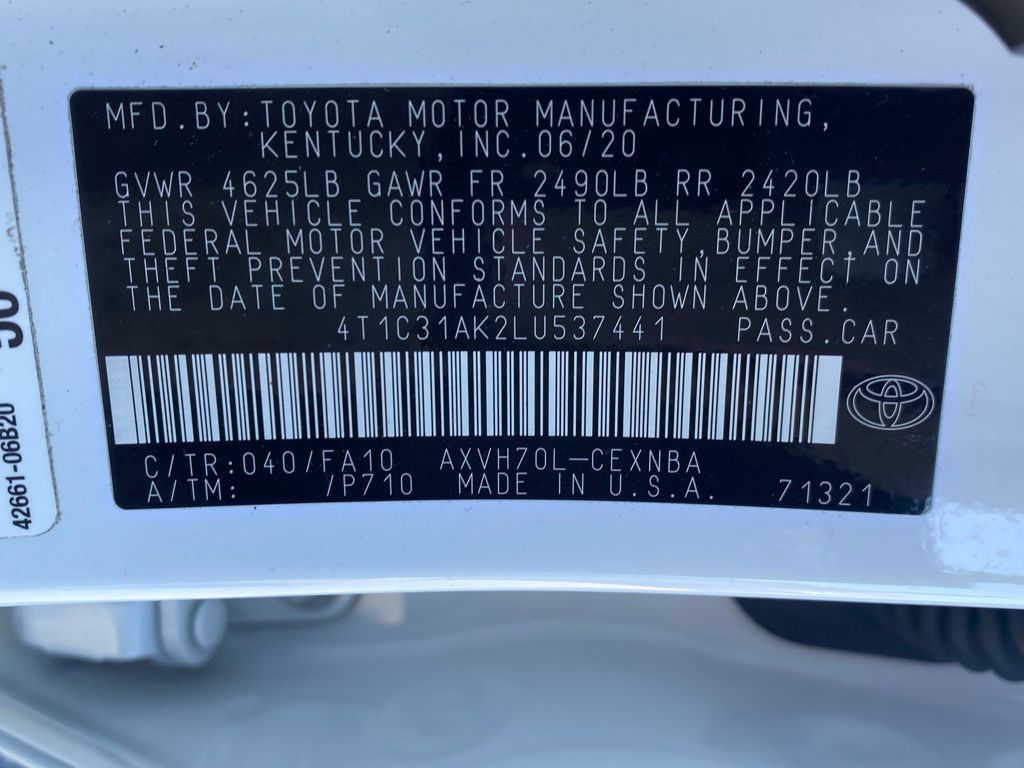 MFD.BY:TOYOTA MOTOR MANUFACTURING,
KENTUCKY,INC.06/20
GVWR 4625LB GAWR FR 2490LB RR 2420LB
THIS VEHICLE CONFORMS TO ALL APPLICABLE
FEDERAL MOTOR VEHICLE SAFETY,BUMPER,AND
THEFT PREVENTION STANDARDS IN EFFECT ON
THE DATE OF MANUFACTURE SHOWN ABOVE.
4T1C31AK2LU537441 PASS.CAR
C/TR:040/FA10 AXVH70L-CEXNBA
A/TM: /P710 MADE IN U.S.A. 71321
42661-06B20